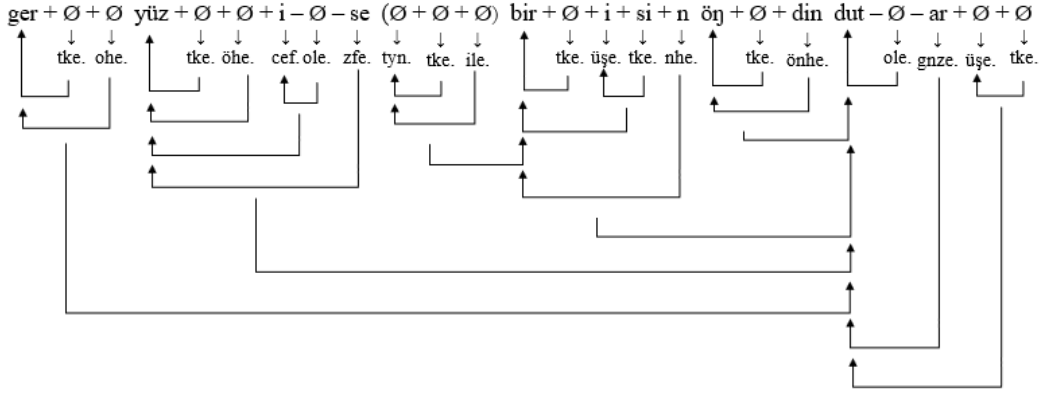 ger + Ø + Ø yüz + Ø + Ø + i – Ø – se (Ø + Ø + Ø) bir + Ø + i + si + n öŋ + Ø + din dut – Ø – ar + Ø + Ø
tke. ohe. tke. öhe. cef. ole. zfe. tyn. tke. ile. tke. üşe. tke. nhe. tke. önhe. ole. gnze. üşe. tke.